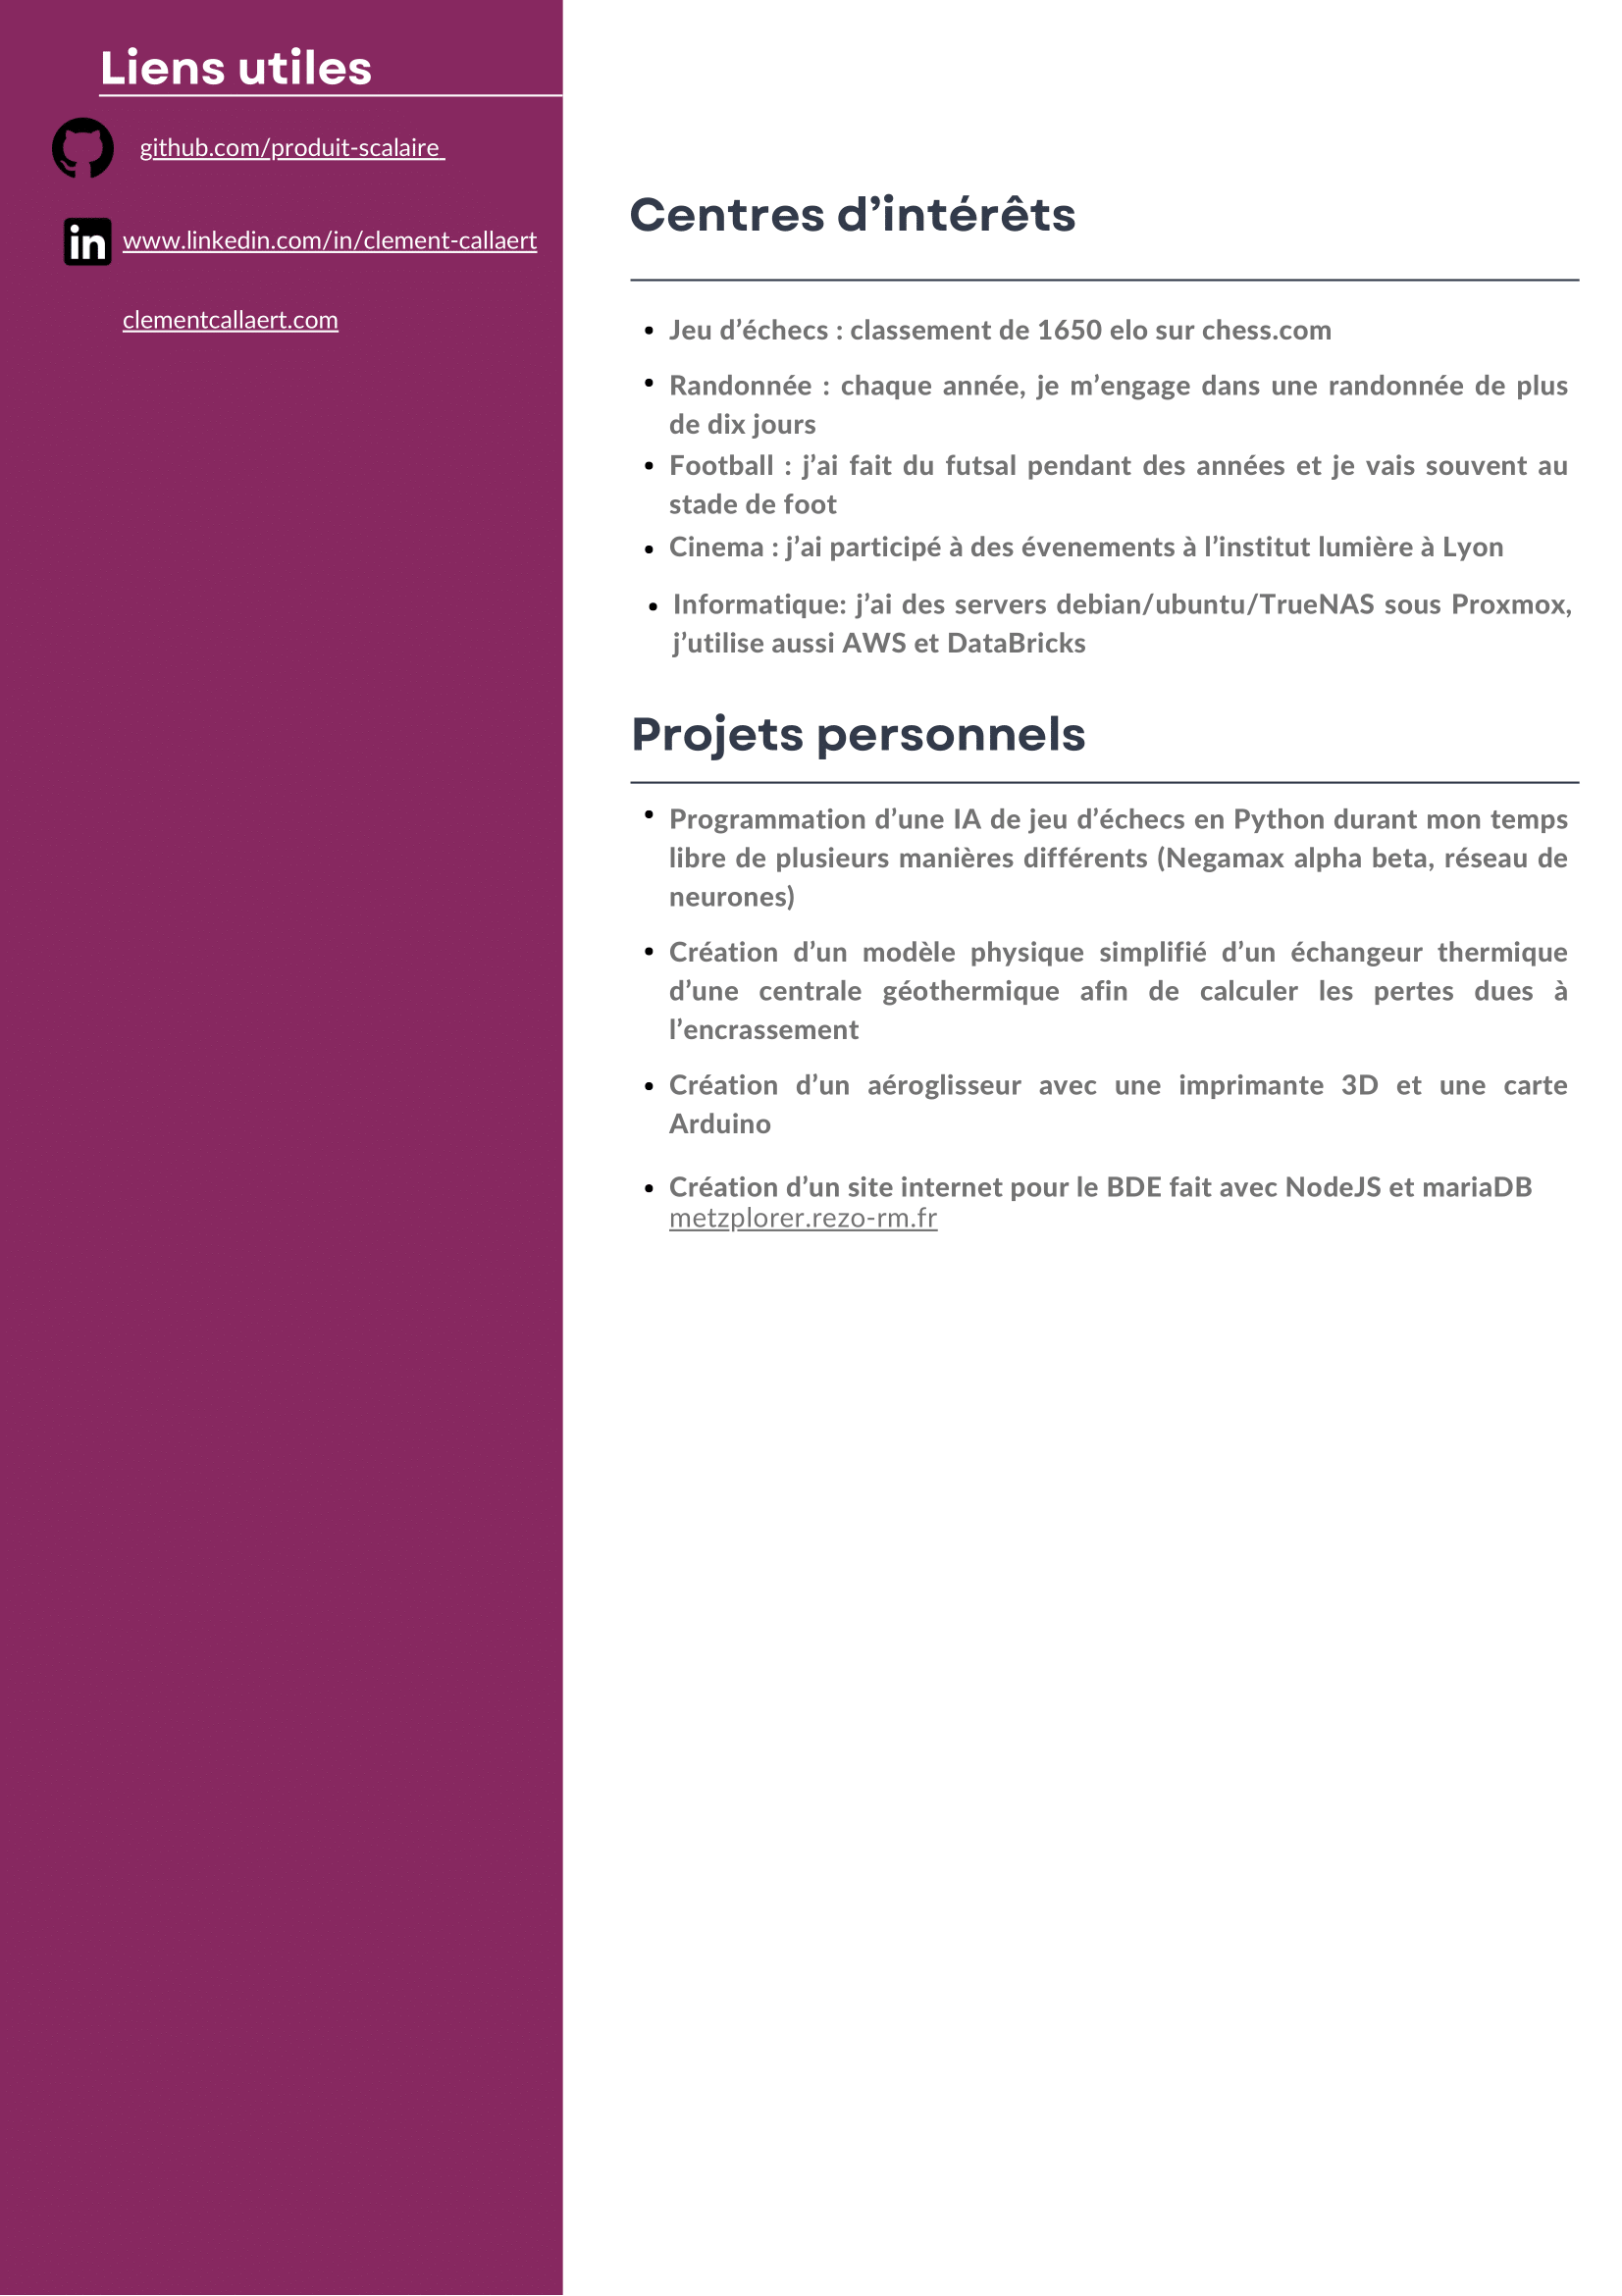 Liens utiles
github.com/produit-scalaire
www.linkedin.com/in/clement-callaert
clementcallaert.com
Centres d’intérêts
• Jeu d’échecs : classement de 1650 elo sur chess.com
• Randonnée : chaque année, je m’engage dans une randonnée de plus
de dix jours
• Football : j’ai fait du futsal pendant des années et je vais souvent au
stade de foot
• Cinema : j’ai participé à des évenements à l’institut lumière à Lyon
• Informatique: j’ai des servers debian/ubuntu/TrueNAS sous Proxmox,
j’utilise aussi AWS et DataBricks
Projets personnels
• Programmation d’une IA de jeu d’échecs en Python durant mon temps
libre de plusieurs manières différents (Negamax alpha beta, réseau de
neurones)
• Création d’un modèle physique simplifié d’un échangeur thermique
d’une centrale géothermique afin de calculer les pertes dues à
l’encrassement
• Création d’un aéroglisseur avec une imprimante 3D et une carte
Arduino
• Création d’un site internet pour le BDE fait avec NodeJS et mariaDB
metzplorer.rezo-rm.fr